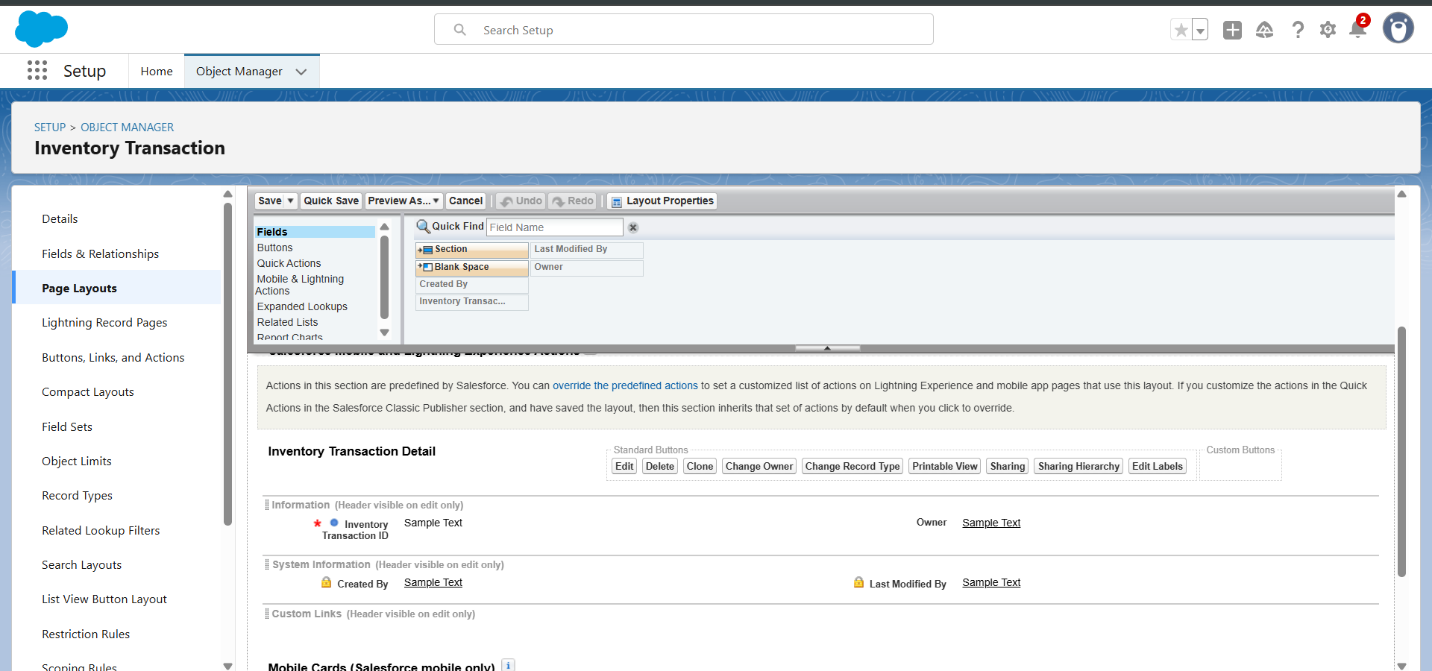 Search Setup
2
Setup
Home
Object Manager
SETUP > OBJECT MANAGER
Inventory Transaction
Details
Fields & Relationships
Page Layouts
Lightning Record Pages
Buttons, Links, and Actions
Compact Layouts
Field Sets
Object Limits
Record Types
Related Lookup Filters
Search Layouts
List View Button Layout
Restriction Rules
Scoping Rules
Save
Quick Save
Preview As...
Cancel
Undo
Redo
Layout Properties
Fields
Buttons
Quick Actions
Mobile & Lightning
Actions
Expanded Lookups
Related Lists
Report Charts
Quick Find
Field Name
Section
Last Modified By
Blank Space
Owner
Created By
Inventory Transac...
Salesforce Mobile and Lightning Experience Actions
Actions in this section are predefined by Salesforce. You can override the predefined actions to set a customized list of actions on Lightning Experience and mobile app pages that use this layout. If you customize the actions in the Quick
Actions in the Salesforce Classic Publisher section, and have saved the layout, then this section inherits that set of actions by default when you click to override.
Inventory Transaction Detail
Standard Buttons
Edit
Delete
Clone
Change Owner
Change Record Type
Printable View
Sharing
Sharing Hierarchy
Edit Labels
Custom Buttons
Information (Header visible on edit only)
* Inventory
Transaction ID
Sample Text
Owner
Sample Text
System Information (Header visible on edit only)
Created By
Sample Text
Last Modified By
Sample Text
Custom Links (Header visible on edit only)
Mobile Cards (Salesforce mobile only)
i